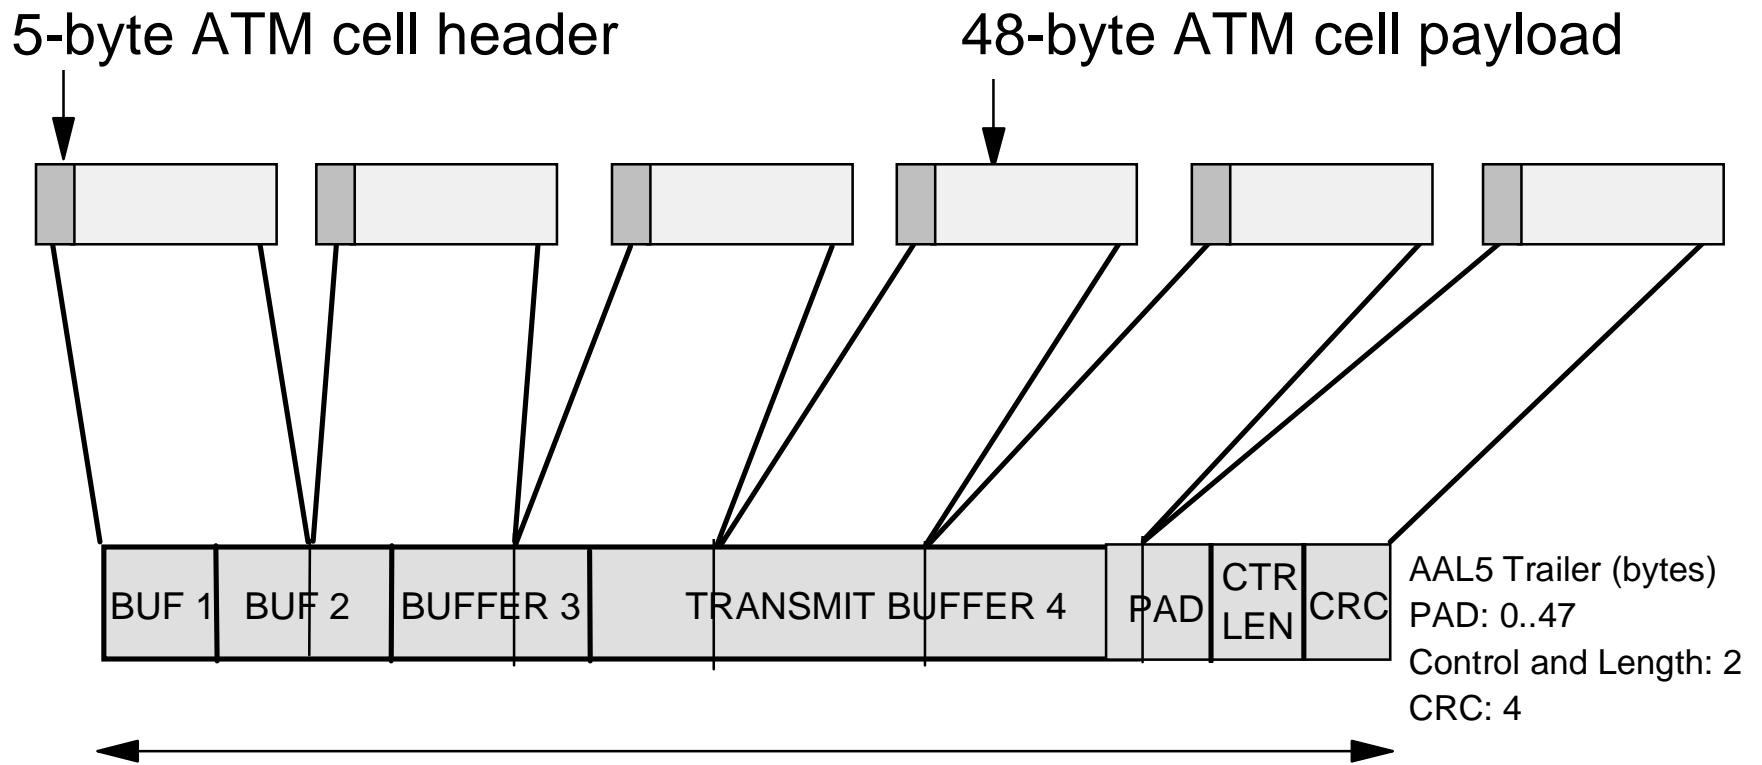 5-byte ATM cell header
48-byte ATM cell payload
BUF 1
BUF 2
BUFFER 3
TRANSMIT BUFFER 4
PAD
CTR
LEN
CRC
AAL5 Trailer (bytes)
PAD: 0..47
Control and Length: 2
CRC: 4